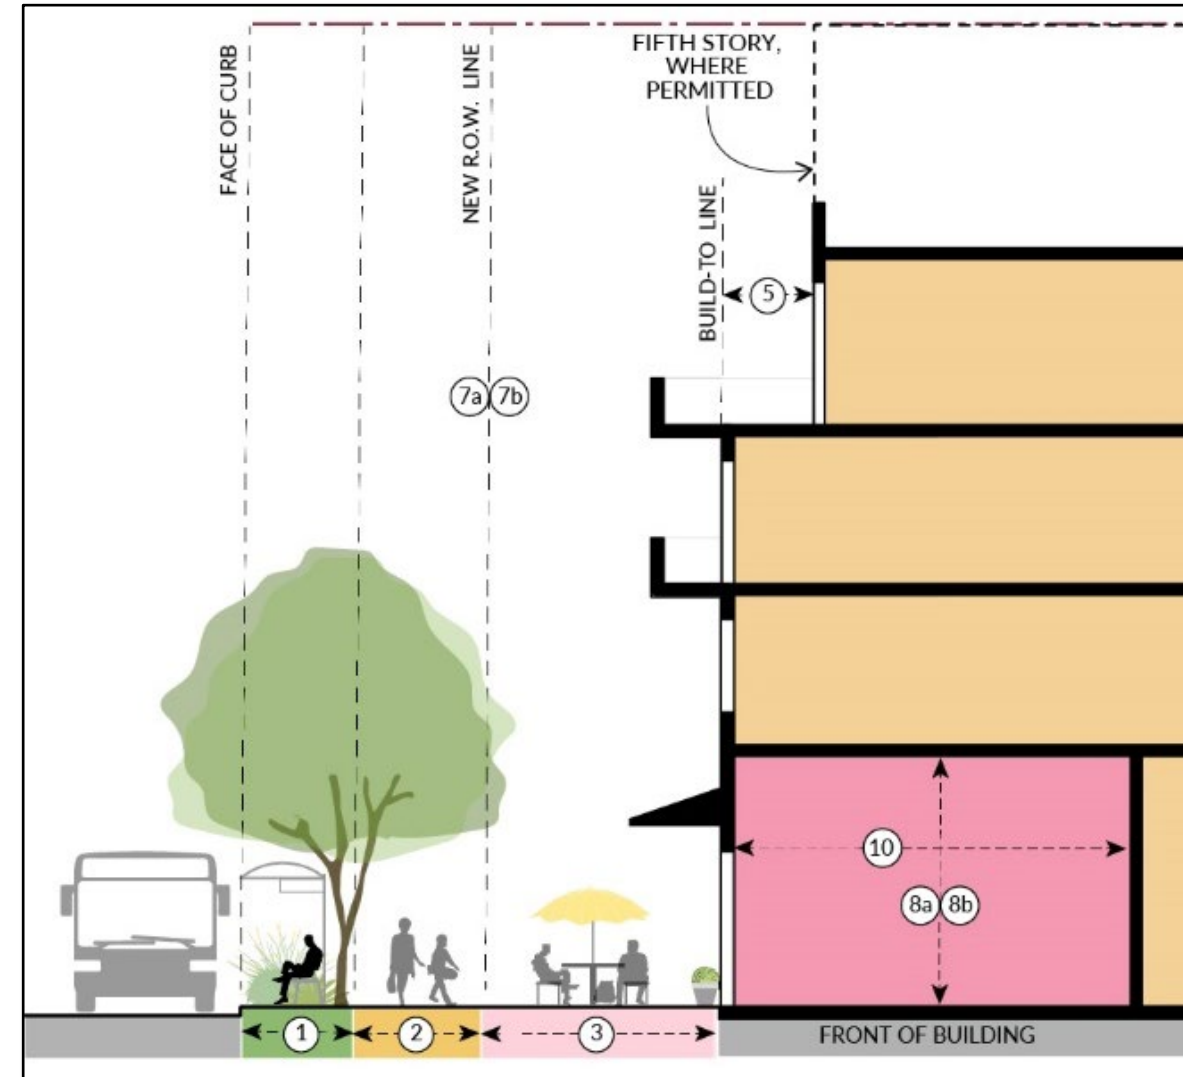 FACE OF CURB
NEW R.O.W. LINE
FIFTH STORY,
WHERE
PERMITTED
BUILD-TO LINE
5
7a 7b
10
8a 8b
1
2
3
FRONT OF BUILDING